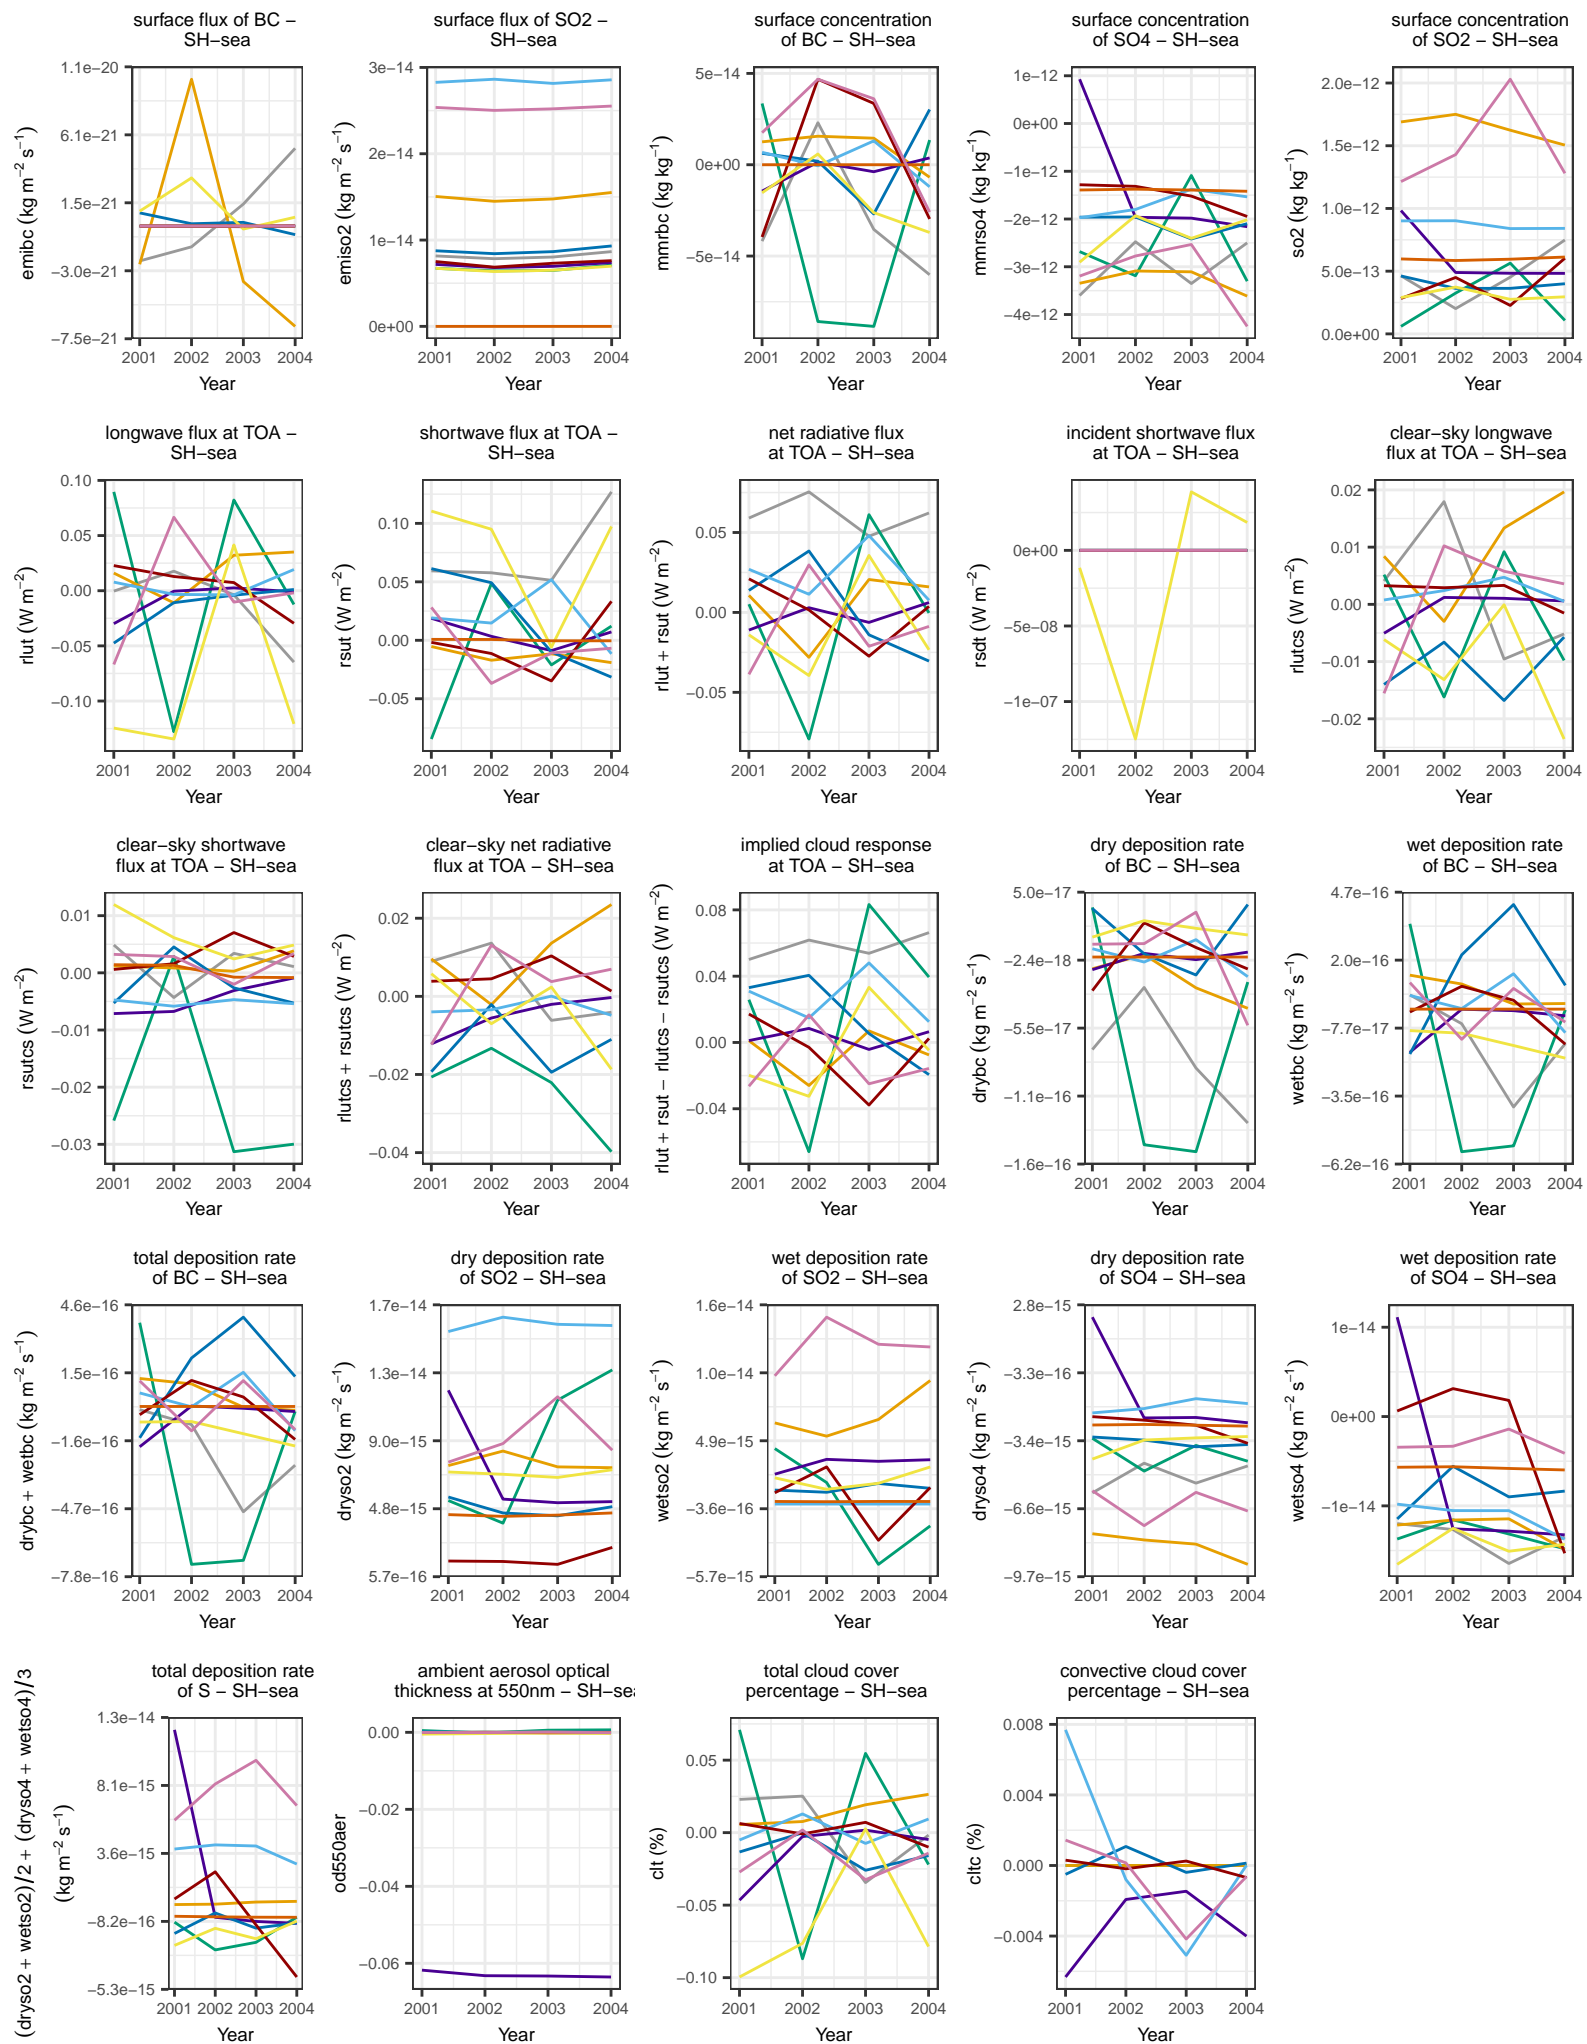 surface flux of BC −
SH−sea
1.1e−20
6.1e−21
1.5e−21
−3.0e−21
−7.5e−21
emibc (kg m−2 s−1)
2001 2002 2003 2004
Year
surface flux of SO2 −
SH−sea
3e−14
2e−14
1e−14
0e+00
emiso2 (kg m−2 s−1)
2001 2002 2003 2004
Year
surface concentration
of BC − SH−sea
5e−14
0e+00
−5e−14
mmrbc (kg kg−1)
2001 2002 2003 2004
Year
surface concentration
of SO4 − SH−sea
1e−12
0e+00
−1e−12
−2e−12
−3e−12
−4e−12
mmrso4 (kg kg−1)
2001 2002 2003 2004
Year
surface concentration
of SO2 − SH−sea
2.0e−12
1.5e−12
1.0e−12
5.0e−13
0.0e+00
so2 (kg kg−1)
2001 2002 2003 2004
Year
longwave flux at TOA −
SH−sea
0.10
0.05
0.00
−0.05
−0.10
rlut (W m−2)
2001 2002 2003 2004
Year
shortwave flux at TOA −
SH−sea
0.10
0.05
0.00
−0.05
rsut (W m−2)
2001 2002 2003 2004
Year
net radiative flux
at TOA − SH−sea
0.05
0.00
−0.05
rlut + rsut (W m−2)
2001 2002 2003 2004
Year
incident shortwave flux
at TOA − SH−sea
0e+00
−5e−08
−1e−07
rsdt (W m−2)
2001 2002 2003 2004
Year
clear−sky longwave
flux at TOA − SH−sea
0.02
0.01
0.00
−0.01
−0.02
rlutcs (W m−2)
2001 2002 2003 2004
Year
clear−sky shortwave
flux at TOA − SH−sea
0.01
0.00
−0.01
−0.02
−0.03
rsutcs (W m−2)
2001 2002 2003 2004
Year
clear−sky net radiative
flux at TOA − SH−sea
0.02
0.00
−0.02
−0.04
rlutcs + rsutcs (W m−2)
2001 2002 2003 2004
Year
implied cloud response
at TOA − SH−sea
0.08
0.04
0.00
−0.04
rlut + rsut − rlutcs − rsutcs (W m−2)
2001 2002 2003 2004
Year
dry deposition rate
of BC − SH−sea
5.0e−17
−2.4e−18
−5.5e−17
−1.1e−16
−1.6e−16
drybc (kg m−2 s−1)
2001 2002 2003 2004
Year
wet deposition rate
of BC − SH−sea
4.7e−16
2.0e−16
−7.7e−17
−3.5e−16
−6.2e−16
wetbc (kg m−2 s−1)
2001 2002 2003 2004
Year
total deposition rate
of BC − SH−sea
4.6e−16
1.5e−16
−1.6e−16
−4.7e−16
−7.8e−16
drybc + wetbc (kg m−2 s−1)
2001 2002 2003 2004
Year
dry deposition rate
of SO2 − SH−sea
1.7e−14
1.3e−14
9.0e−15
4.8e−15
5.7e−16
dryso2 (kg m−2 s−1)
2001 2002 2003 2004
Year
wet deposition rate
of SO2 − SH−sea
1.6e−14
1.0e−14
4.9e−15
−3.6e−16
−5.7e−15
wetso2 (kg m−2 s−1)
2001 2002 2003 2004
Year
dry deposition rate
of SO4 − SH−sea
2.8e−15
−3.3e−16
−3.4e−15
−6.6e−15
−9.7e−15
dryso4 (kg m−2 s−1)
2001 2002 2003 2004
Year
wet deposition rate
of SO4 − SH−sea
1e−14
0e+00
−1e−14
wetso4 (kg m−2 s−1)
2001 2002 2003 2004
Year
total deposition rate
of S − SH−sea
1.3e−14
8.1e−15
3.6e−15
−8.2e−16
−5.3e−15
(dryso2 + wetso2)/2 + (dryso4 + wetso4)/3
(kg m−2 s−1)
2001 2002 2003 2004
Year
ambient aerosol optical
thickness at 550nm − SH−sea
0.00
−0.02
−0.04
−0.06
od550aer
2001 2002 2003 2004
Year
total cloud cover
percentage − SH−sea
0.05
0.00
−0.05
−0.10
clt (%)
2001 2002 2003 2004
Year
convective cloud cover
percentage − SH−sea
0.008
0.004
0.000
−0.004
cltc (%)
2001 2002 2003 2004
Year